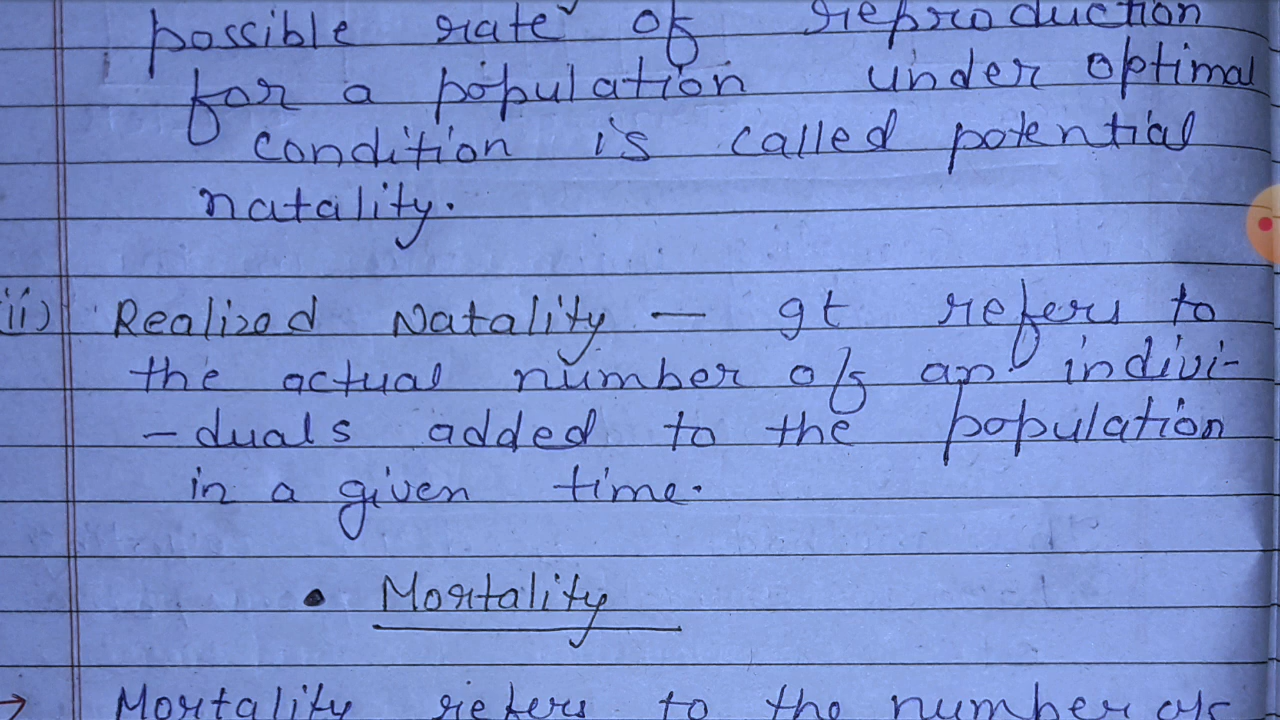 possible rate of reproduction
for a population under optimal
condition is called potential
natality.
ii) Realized Natality — It refers to
the actual number of an indivi-
-duals added to the population
in a given time.
• Mortality
→ Mortality refers to the number of